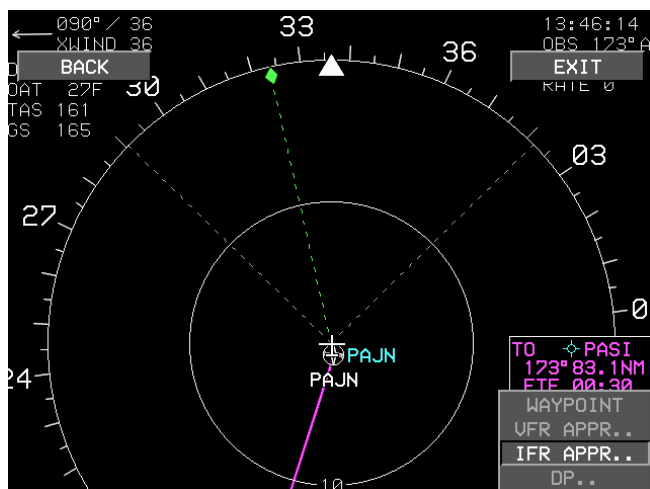 090°/ 36
XWIND 36
BACK
OAT 27F
TAS 161
GS 165
13:46:14
OBS 173°A
EXIT
RATE 0
33
36
30
03
27
0
24
PAJN
PAJN
10
TO PASI
173°83.1NM
ETE 00:30
WAYPOINT
VFR APPR..
IFR APPR..
DP..